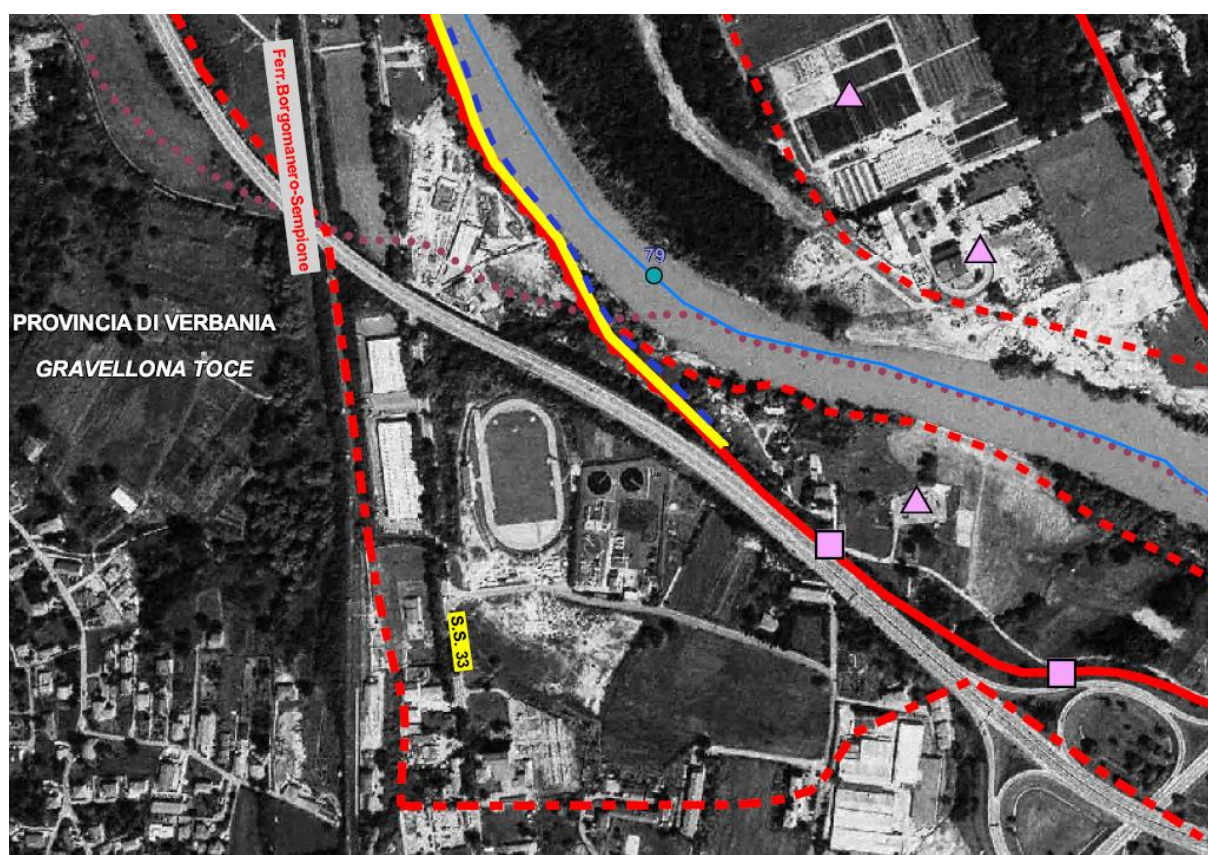 Ferr.Borgomanero-Sempione
79
PROVINCIA DI VERBANIA
GRAVELLONA TOCE
S.S. 33